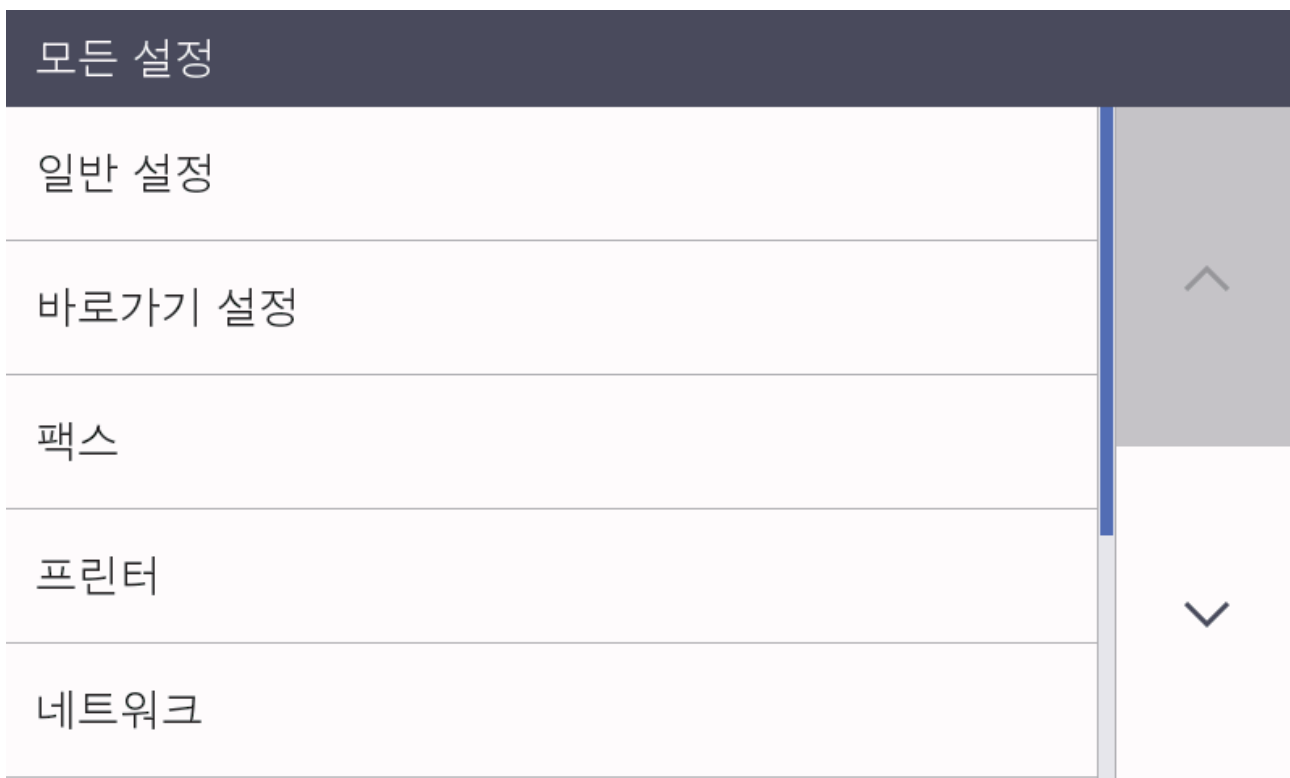 모든 설정
일반 설정
바로가기 설정
팩스
프린터
네트워크